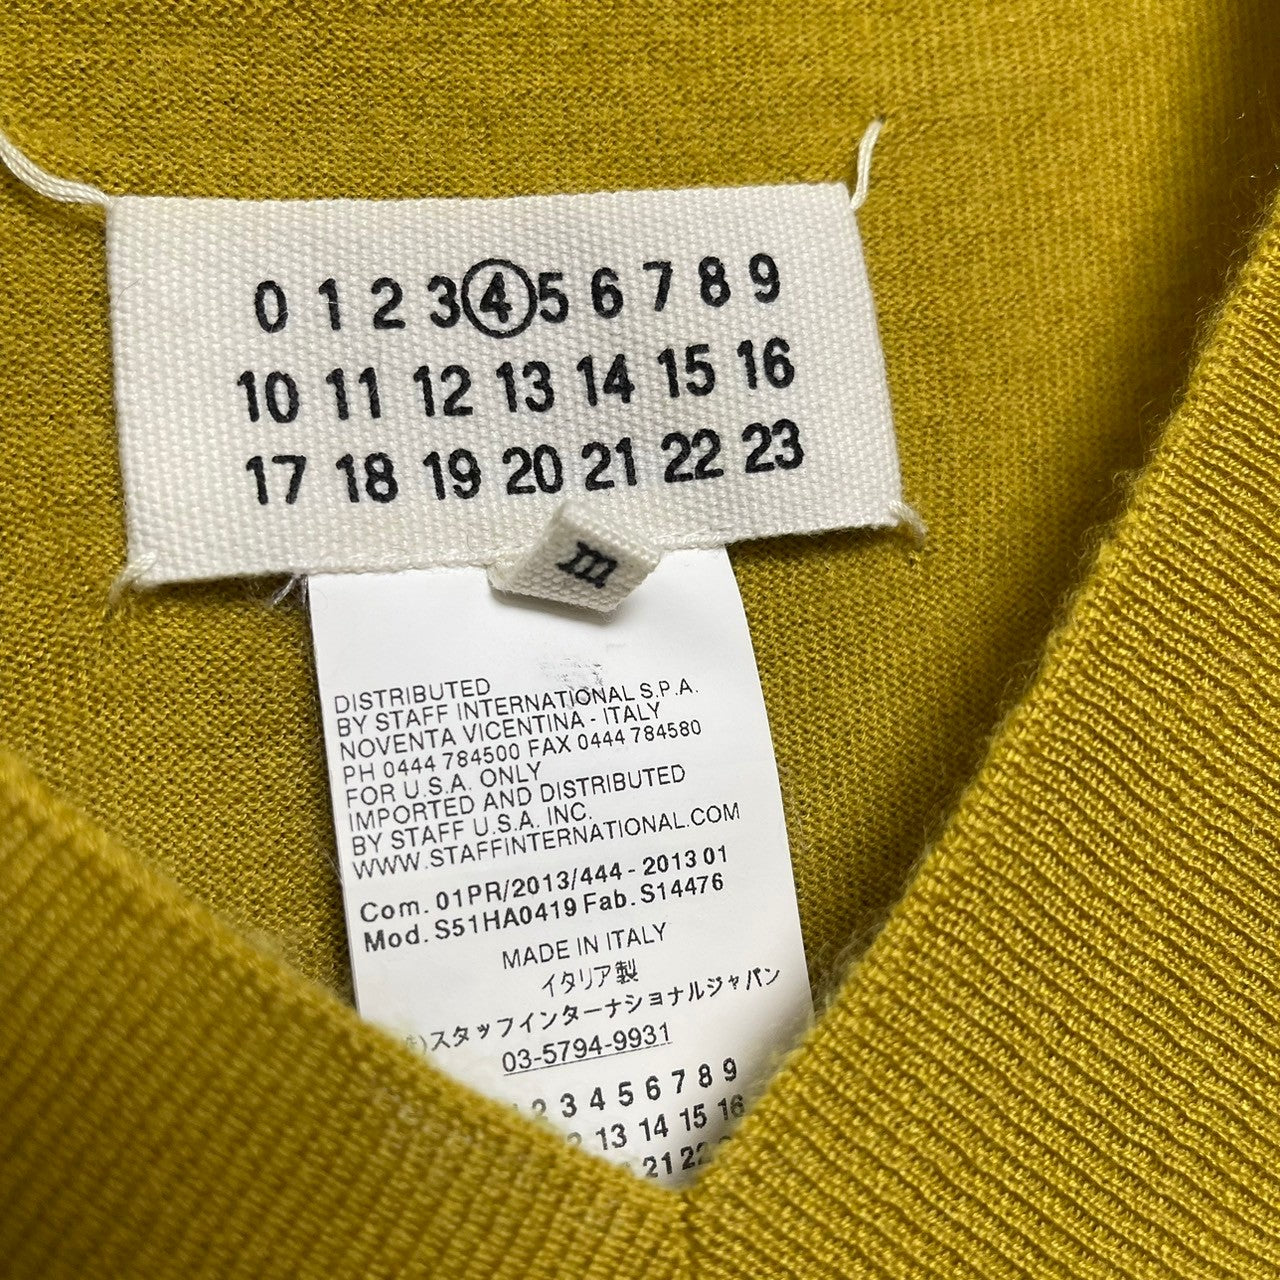 0 1 2 3 4 5 6 7 8 9
10 11 12 13 14 15 16
17 18 19 20 21 22 23
m
DISTRIBUTED
BY STAFF INTERNATIONAL S.P.A.
NOVENTA VICENTINA - ITALY
PH 0444 784500 FAX 0444 784580
FOR U.S.A. ONLY
IMPORTED AND DISTRIBUTED
BY STAFF U.S.A. INC.
WWW.STAFFINTERNATIONAL.COM
Com. 01PR/2013/444 - 2013 01
Mod. S51HA0419 Fab. S14476
MADE IN ITALY
イタリア製
スタッフインターナショナルジャパン
03-5794-9931
2 3 4 5 6 7 8 9
13 14 15 16
21 22